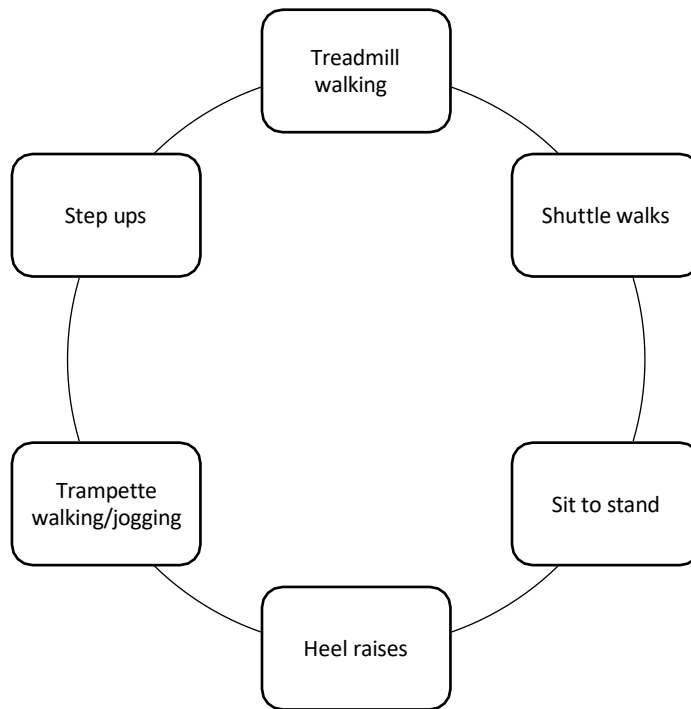 Treadmill
walking
Shuttle walks
Sit to stand
Heel raises
Trampette
walking/jogging
Step ups